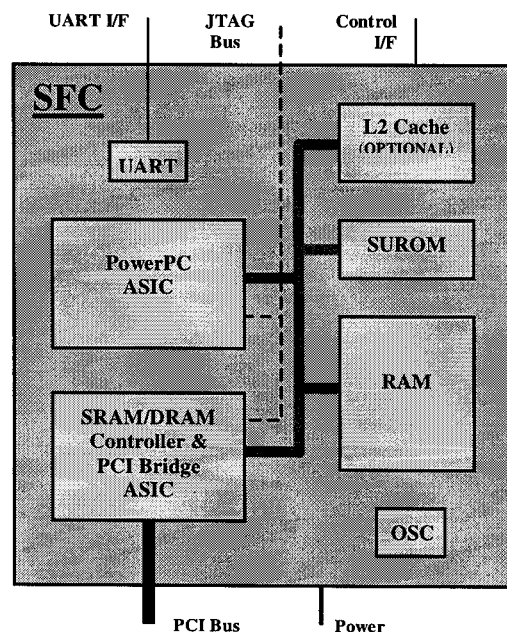 UART I/F
JTAG
Bus
Control
I/F
SFC
UART
L2 Cache
(OPTIONAL)
SUROM
PowerPC
ASIC
RAM
SRAM/DRAM
Controller &
PCI Bridge
ASIC
OSC
PCI Bus
Power